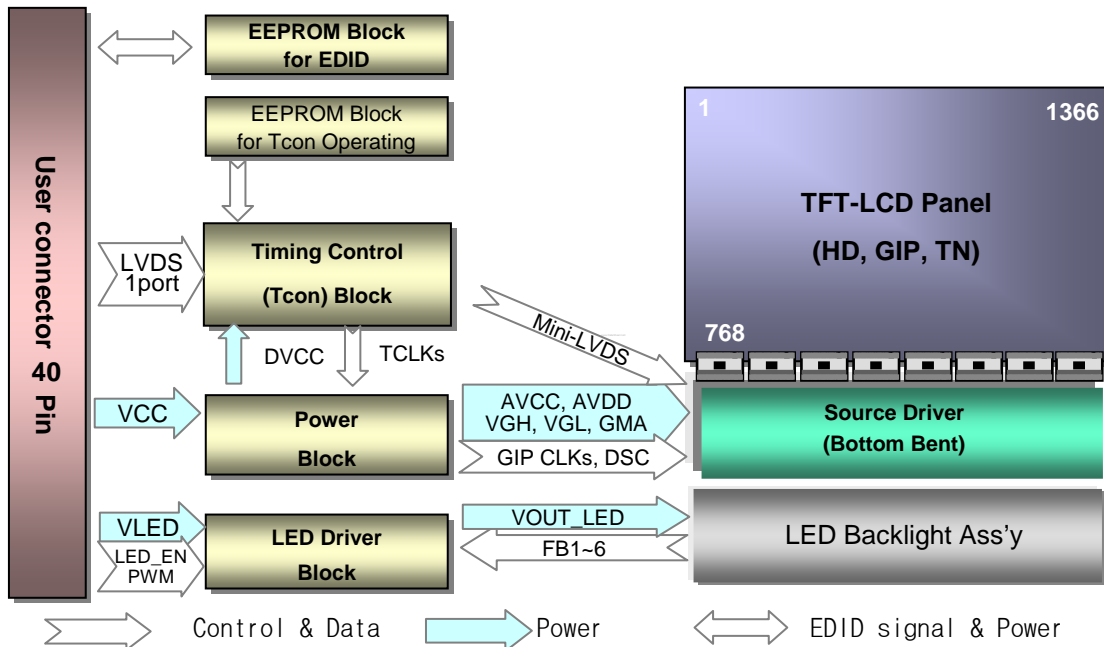 User connector 40 Pin
EEPROM Block
for EDID
EEPROM Block
for Tcon Operating
LVDS
1port
Timing Control
(Tcon) Block
DVCC
TCLKs
Mini-LVDS
1
1366
TFT-LCD Panel
(HD, GIP, TN)
768
VCC
Power
Block
AVCC, AVDD
VGH, VGL, GMA
GIP CLKs, DSC
Source Driver
(Bottom Bent)
VLED
LED_EN
PWM
LED Driver
Block
VOUT_LED
FB1~6
LED Backlight Ass'y
Control & Data
Power
EDID signal & Power